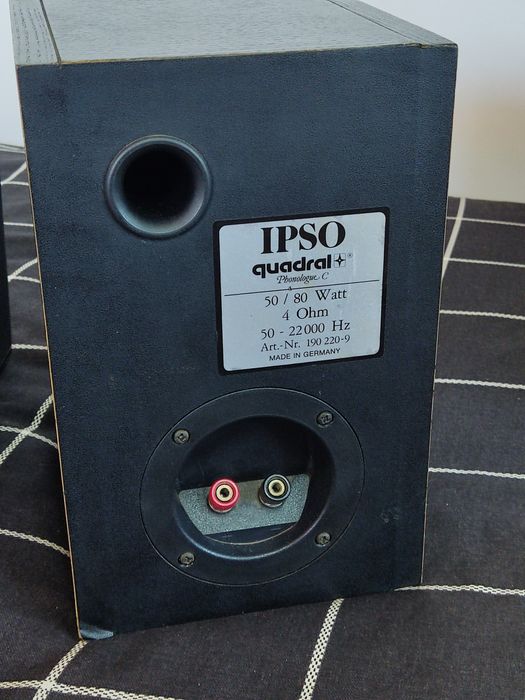 IPSO
quadral®
Phonologue C
50 / 80 Watt
4 Ohm
50 - 22000 Hz
Art.-Nr. 190 220-9
MADE IN GERMANY